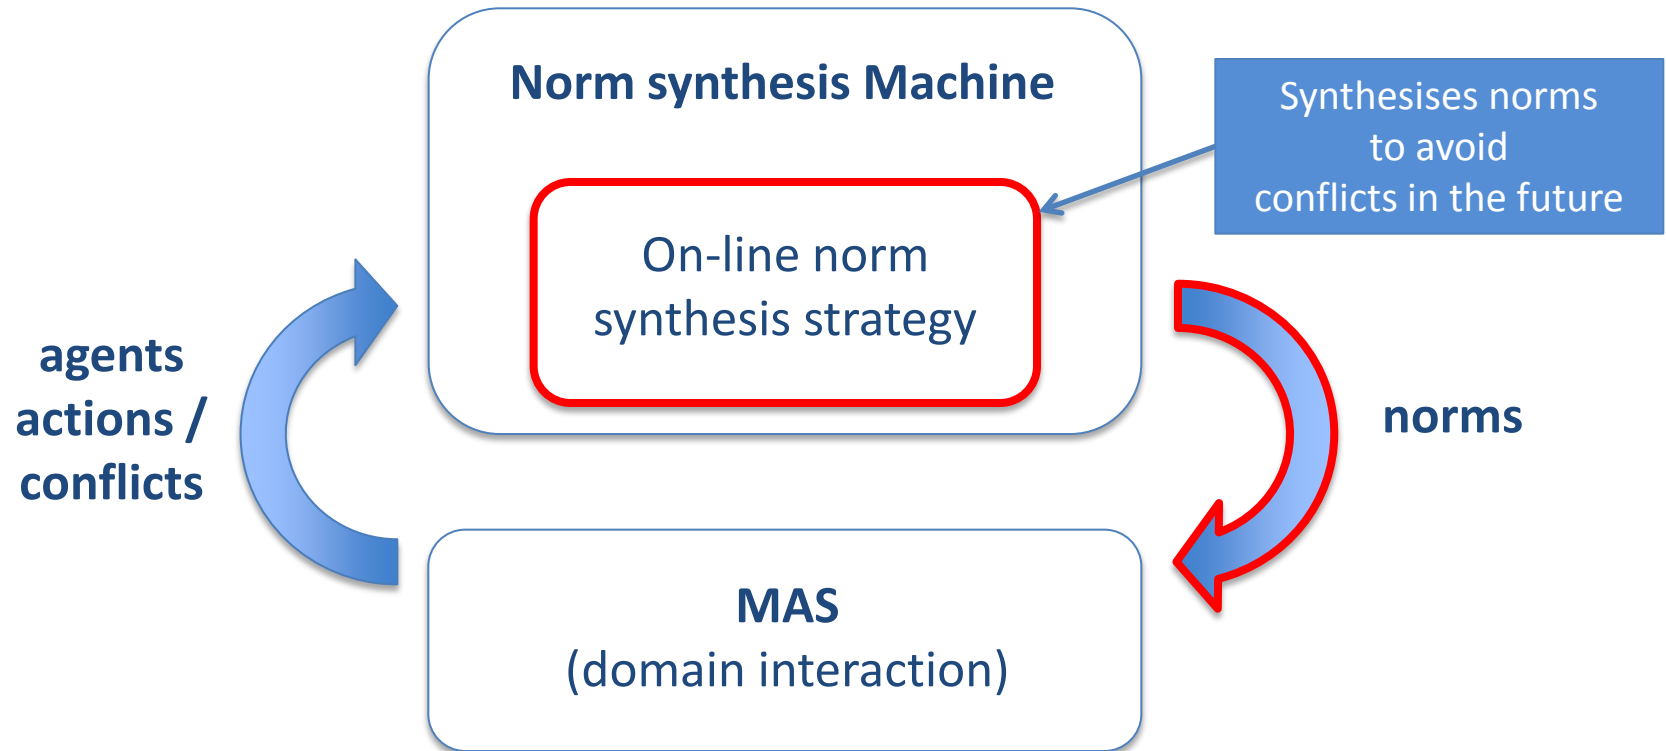 Norm synthesis Machine
Synthesises norms
to avoid
conflicts in the future
On-line norm
synthesis strategy
agents
actions /
conflicts
norms
MAS
(domain interaction)